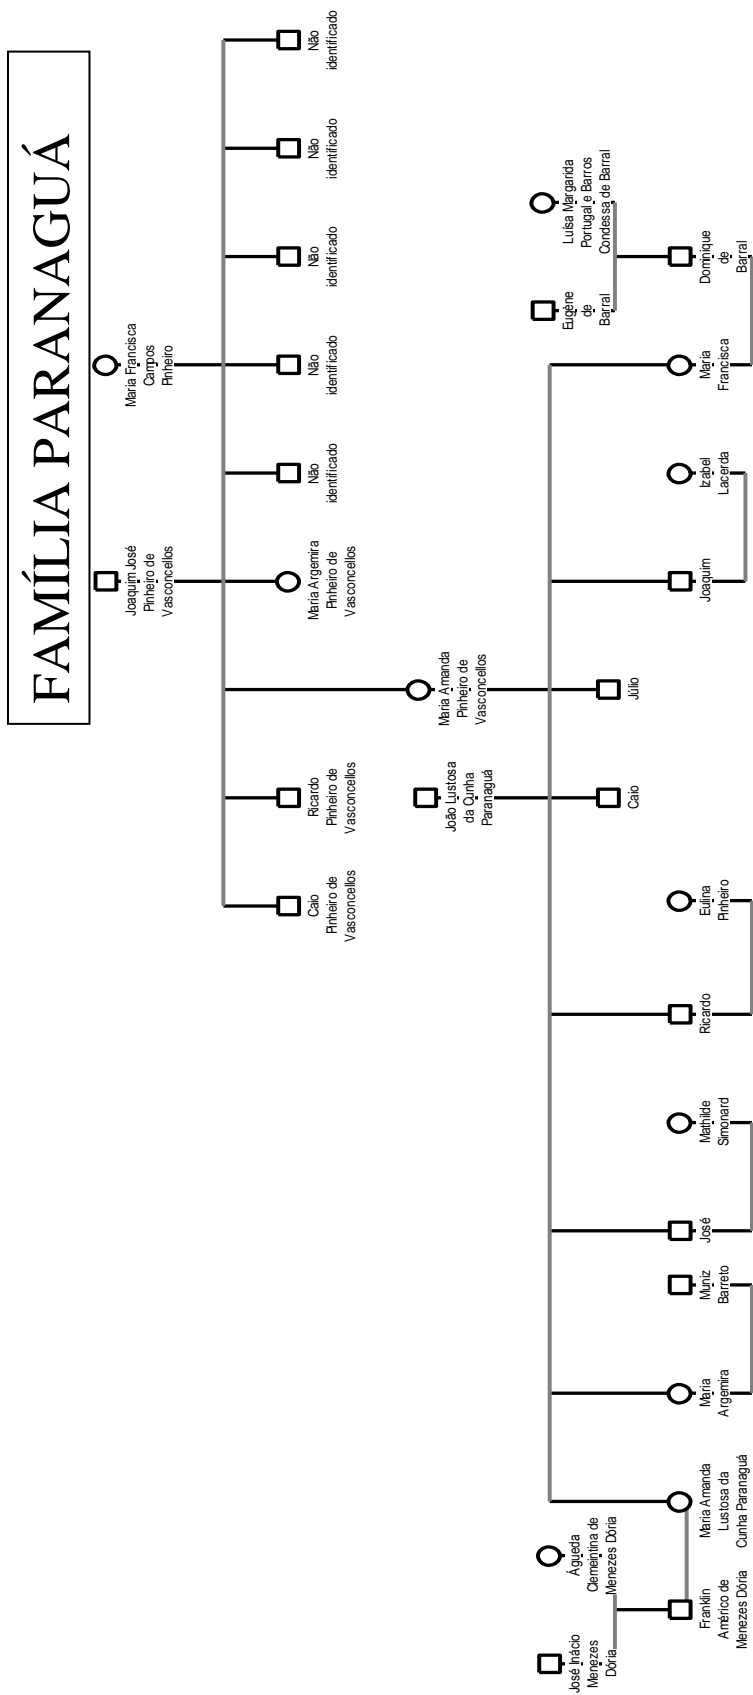 FAMÍLIA PARANAGUÁ
Joaquim José
Pinheiro de
Vasconcellos
Maria Francisca
Campos
Pinheiro
Caio
Pinheiro de
Vasconcellos
Ricardo
Pinheiro de
Vasconcellos
Maria Argemira
Pinheiro de
Vasconcellos
Não
identificado
Não
identificado
Não
identificado
Não
identificado
Não
identificado
João Lustosa
da Cunha
Paranaguá
Maria Amanda
Pinheiro de
Vasconcellos
José Inácio
Menezes
Dória
Águeda
Clemeintina de
Menezes Dória
Caio
Júlio
Eugène
de
Barral
Luísa Margarida
Portugal e Barros
Condessa de Barral
Franklin
Américo de
Menezes Dória
Maria Amanda
Lustosa da
Cunha Paranaguá
Maria
Argemira
Muniz
Barreto
José
Mathilde
Simonard
Ricardo
Eulina
Pinheiro
Joaquim
Izabel
Lacerda
Maria
Francisca
Dominique
de
Barral